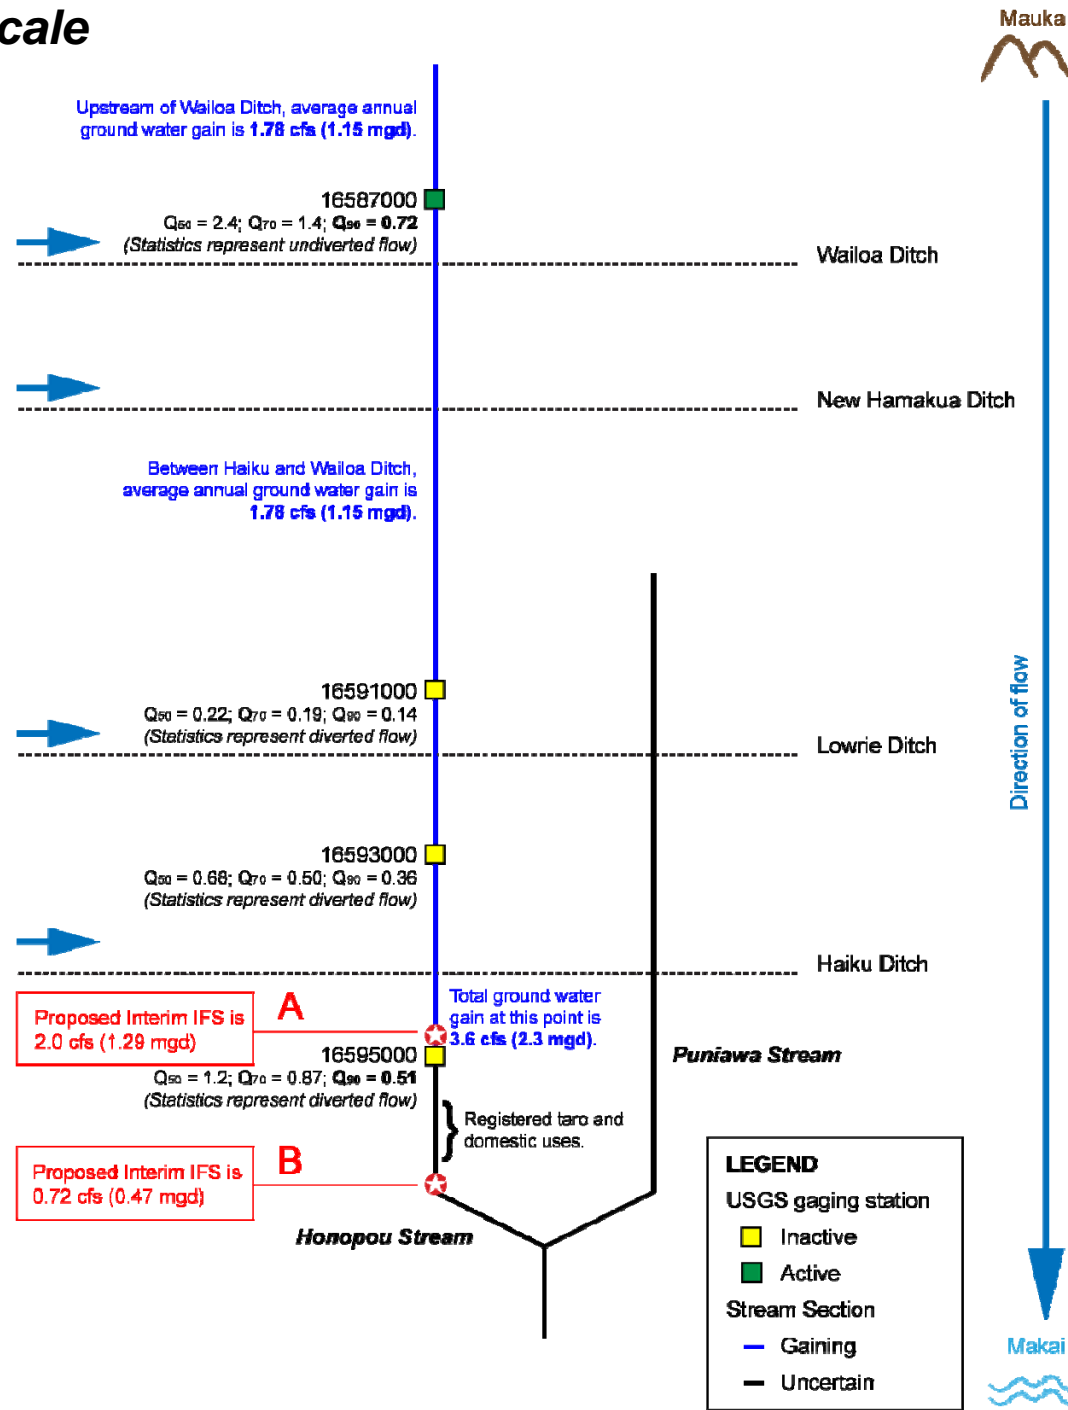 cale
Mauka
Upstream of Wailoa Ditch, average annual
ground water gain is 1.78 cfs (1.15 mgd).
16587000
Q50 = 2.4; Q70 = 1.4; Q90 = 0.72
(Statistics represent undiverted flow)
Wailoa Ditch
New Hamakua Ditch
Between Haiku and Wailoa Ditch,
average annual ground water gain is
1.78 cfs (1.15 mgd).
16591000
Q50 = 0.22; Q70 = 0.19; Q90 = 0.14
(Statistics represent diverted flow)
Lowrie Ditch
Direction of flow
16593000
Q50 = 0.68; Q70 = 0.50; Q90 = 0.36
(Statistics represent diverted flow)
Haiku Ditch
A
Proposed Interim IFS is
2.0 cfs (1.29 mgd)
Total ground water
gain at this point is
3.6 cfs (2.3 mgd).
16595000
Q50 = 1.2; Q70 = 0.87; Q90 = 0.51
(Statistics represent diverted flow)
Puniawa Stream
Registered taro and
domestic uses.
B
Proposed Interim IFS is
0.72 cfs (0.47 mgd)
Honopou Stream
LEGEND
USGS gaging station
Inactive
Active
Stream Section
Gaining
Uncertain
Makai